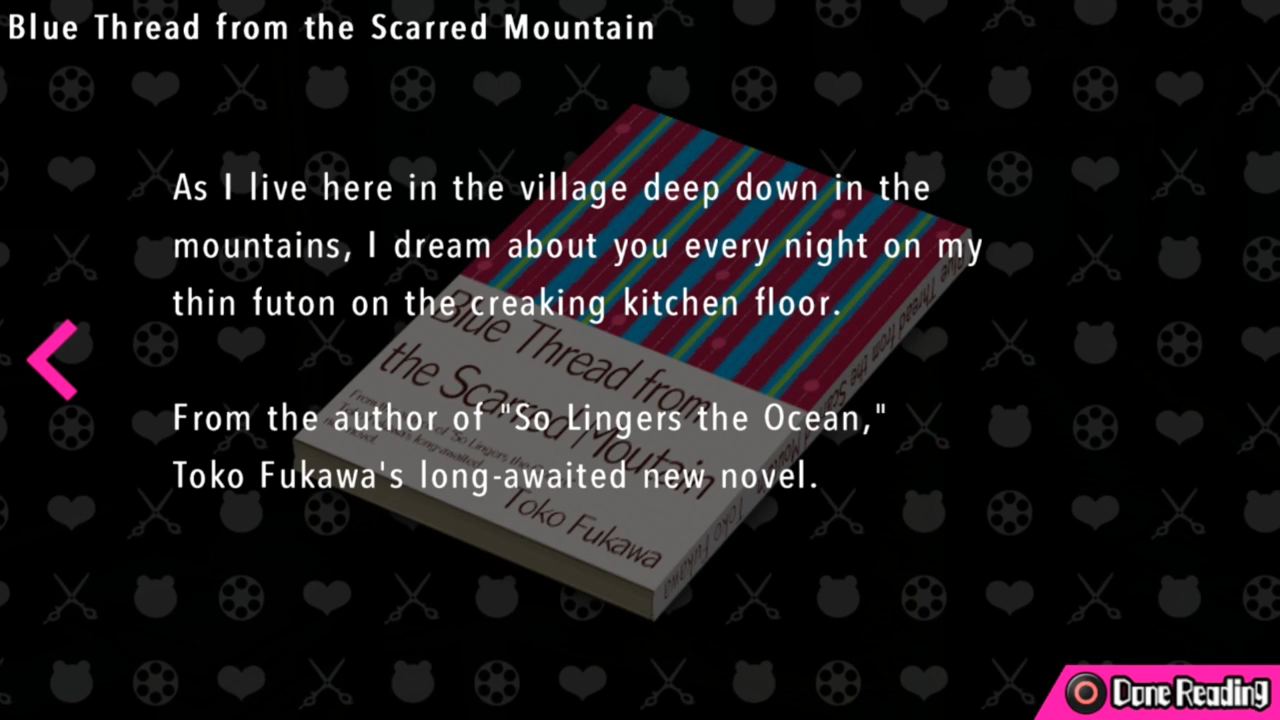 Blue Thread from the Scarred Mountain
As I live here in the village deep down in the
mountains, I dream about you every night on my
thin futon on the creaking kitchen floor.
From the author of "So Lingers the Ocean,"
Toko Fukawa's long-awaited new novel.
Blue Thread from
the Scarred Moutain
Toko Fukawa
Done Reading